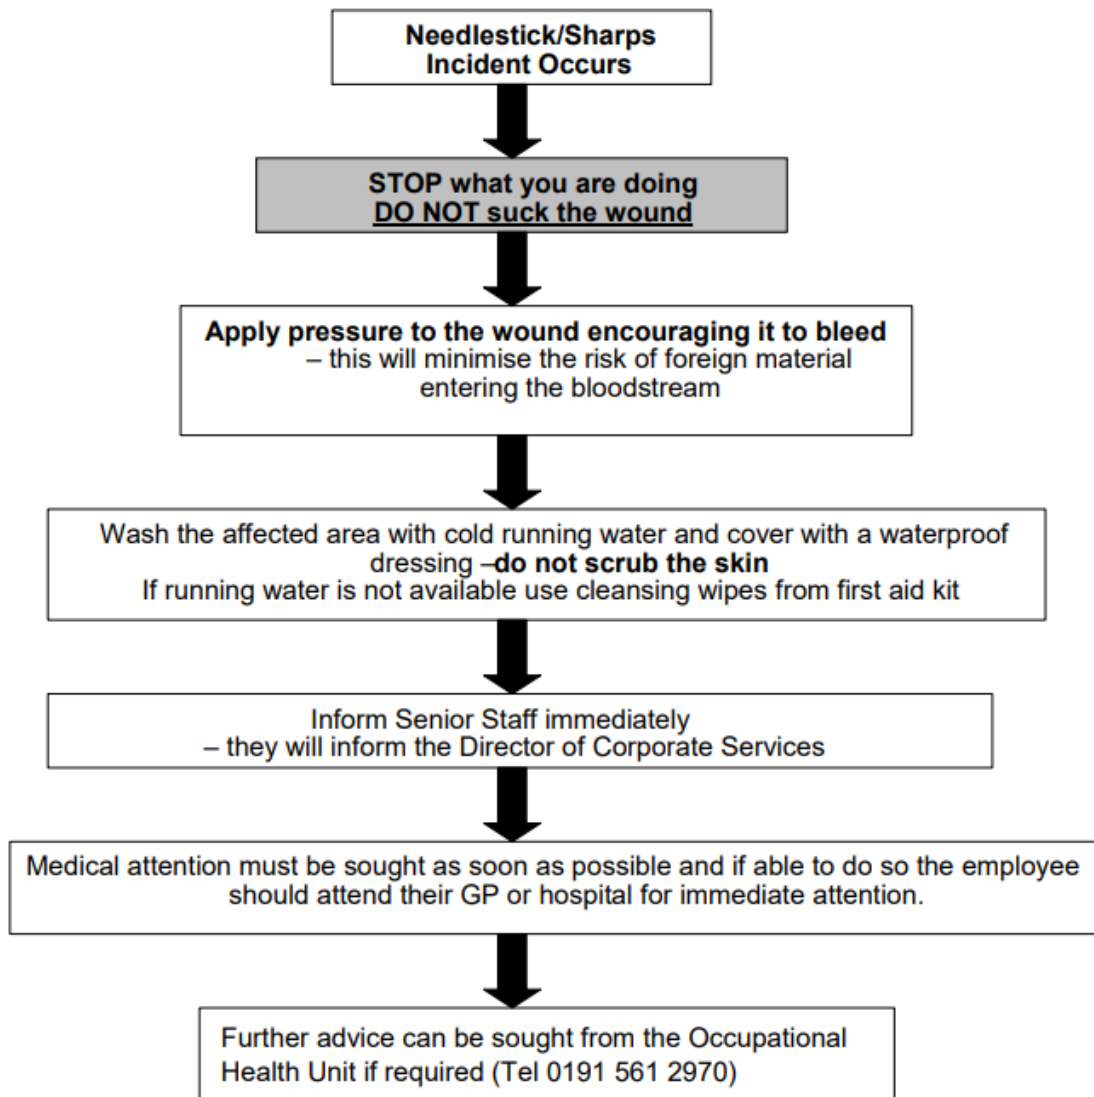 Needlestick/Sharps
Incident Occurs
STOP what you are doing
DO NOT suck the wound
Apply pressure to the wound encouraging it to bleed
– this will minimise the risk of foreign material
entering the bloodstream
Wash the affected area with cold running water and cover with a waterproof
dressing –do not scrub the skin
If running water is not available use cleansing wipes from first aid kit
Inform Senior Staff immediately
– they will inform the Director of Corporate Services
Medical attention must be sought as soon as possible and if able to do so the employee
should attend their GP or hospital for immediate attention.
Further advice can be sought from the Occupational
Health Unit if required (Tel 0191 561 2970)